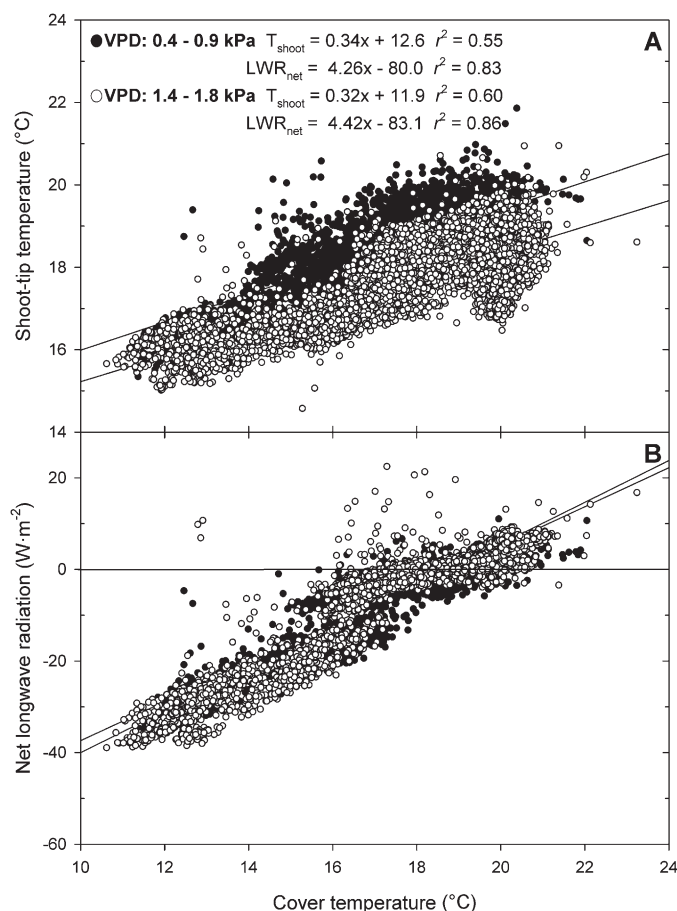 24
A
● VPD: 0.4 - 0.9 kPa T_shoot = 0.34x + 12.6 r² = 0.55
LWR_net = 4.26x - 80.0 r² = 0.83
○ VPD: 1.4 - 1.8 kPa T_shoot = 0.32x + 11.9 r² = 0.60
LWR_net = 4.42x - 83.1 r² = 0.86
22
20
18
16
14
Shoot-tip temperature (°C)
B
20
0
-20
-40
-60
Net longwave radiation (W·m⁻²)
10 12 14 16 18 20 22 24
Cover temperature (°C)